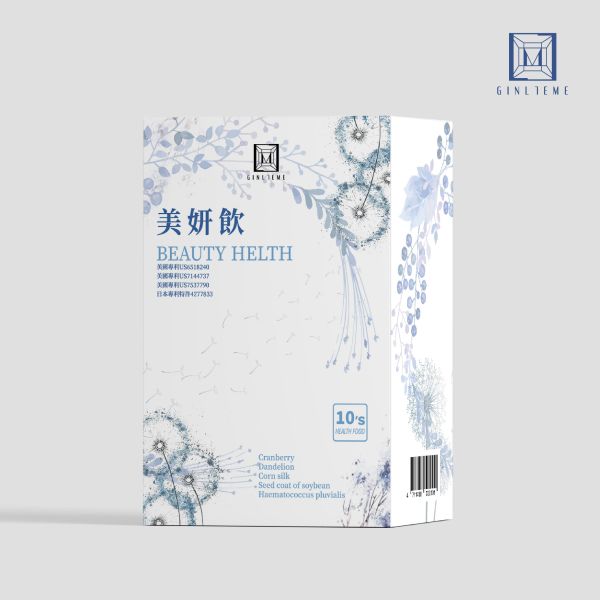 GINLIEME
GINLIEME
美妍飲
BEAUTY HELTH
美國專利US6518240
美國專利US7144737
美國專利US7537790
日本專利特許4277833
10's
HEALTH FOOD
Cranberry
Dandelion
Corn silk
Seed coat of soybean
Haematococcus pluvialis